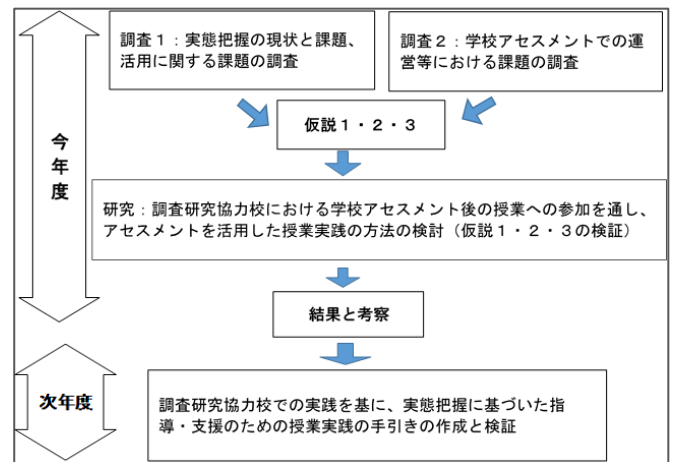 調査１：実態把握の現状と課題、
活用に関する課題の調査
調査２：学校アセスメントでの運
営等における課題の調査
仮説１・２・３
今年度
研究：調査研究協力校における学校アセスメント後の授業への参加を通し、
アセスメントを活用した授業実践の方法の検討（仮説１・２・３の検証）
結果と考察
次年度
調査研究協力校での実践を基に、実態把握に基づいた指
導・支援のための授業実践の手引きの作成と検証